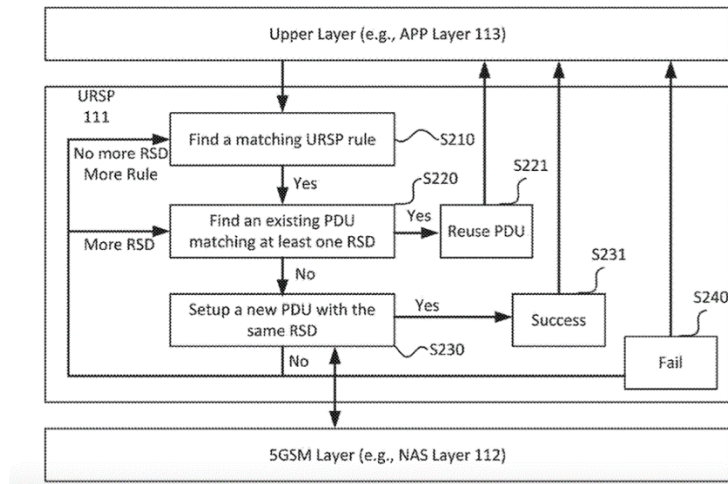 Upper Layer (e.g., APP Layer 113)
URSP
111
Find a matching URSP rule
S210
No more RSD
More Rule
Yes
S220
S221
Find an existing PDU
matching at least one RSD
Yes
Reuse PDU
More RSD
No
S231
Setup a new PDU with the
same RSD
Yes
Success
S240
S230
No
Fail
5GSM Layer (e.g., NAS Layer 112)